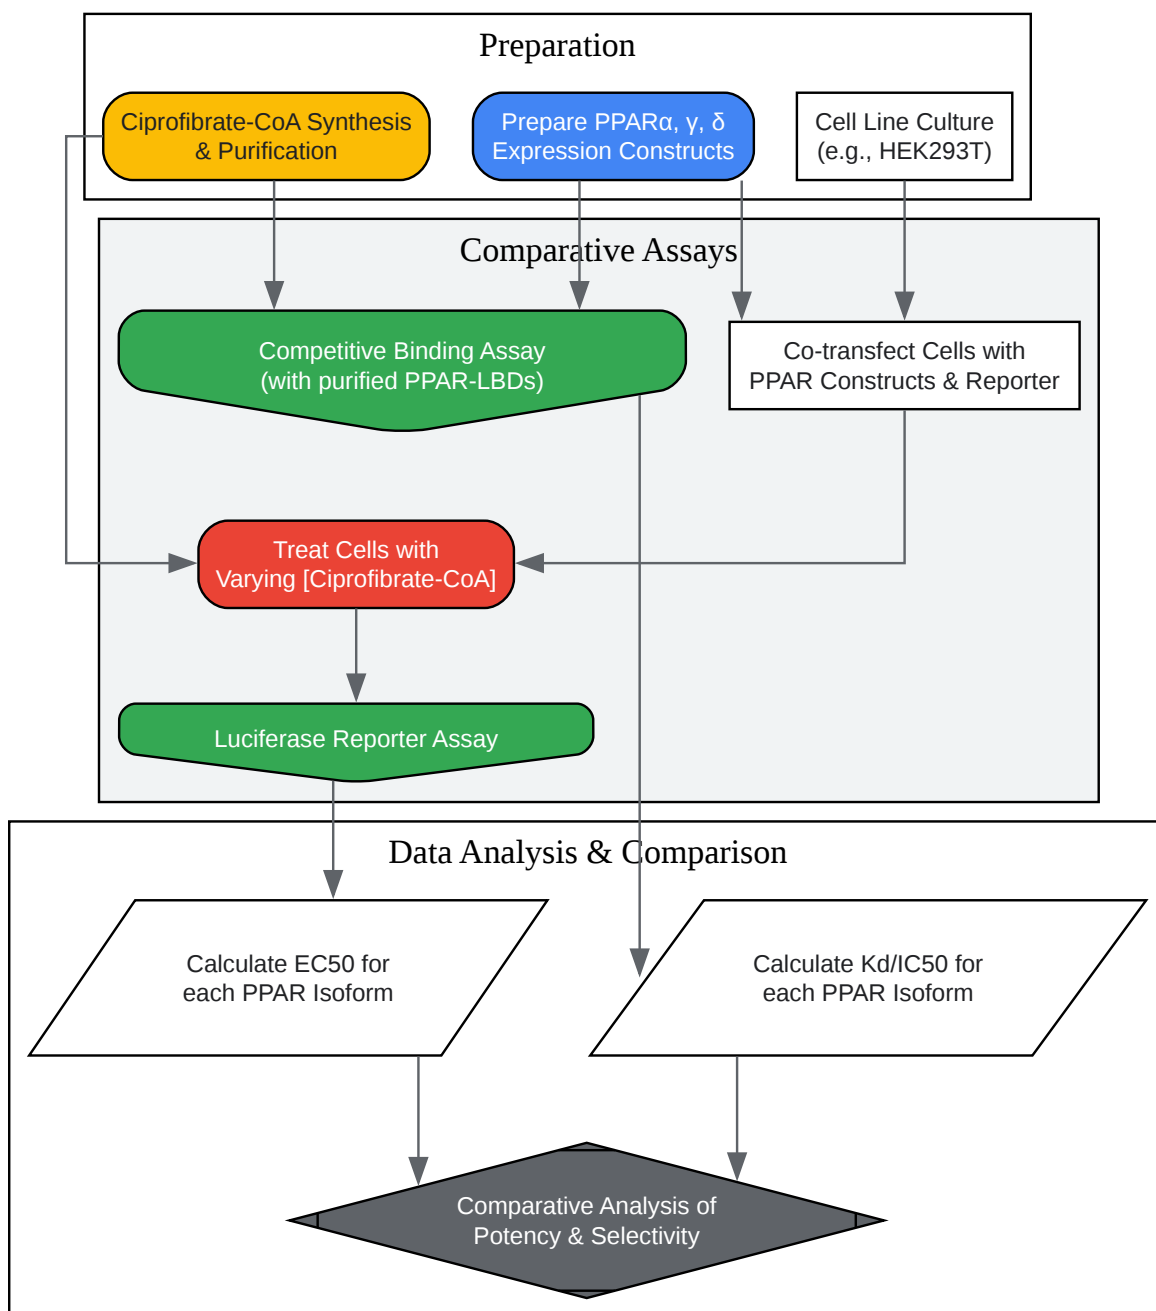 Preparation
Ciprofibrate-CoA Synthesis
& Purification
Prepare PPARα, γ, δ
Expression Constructs
Cell Line Culture
(e.g., HEK293T)
Comparative Assays
Competitive Binding Assay
(with purified PPAR-LBDs)
Co-transfect Cells with
PPAR Constructs & Reporter
Treat Cells with
Varying [Ciprofibrate-CoA]
Luciferase Reporter Assay
Data Analysis & Comparison
Calculate EC50 for
each PPAR Isoform
Calculate Kd/IC50 for
each PPAR Isoform
Comparative Analysis of
Potency & Selectivity